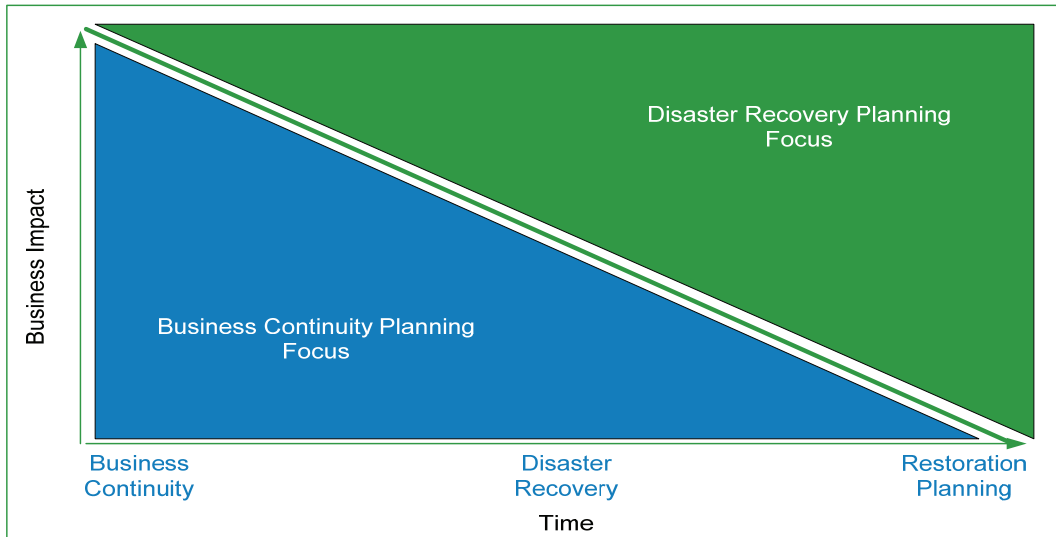 Disaster Recovery Planning
Focus
Business Impact
Business Continuity Planning
Focus
Business
Continuity
Disaster
Recovery
Restoration
Planning
Time